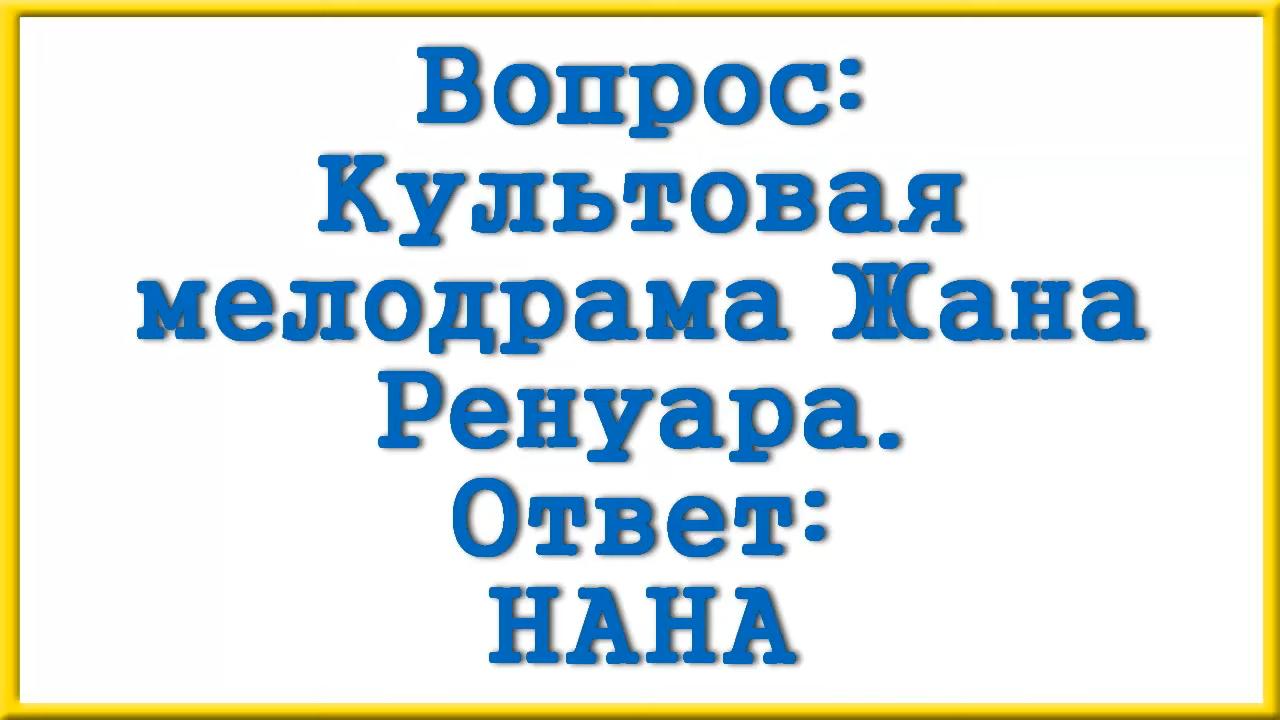 Вопрос:
Культовая
мелодрама Жана
Ренуара.
Ответ:
НАНА